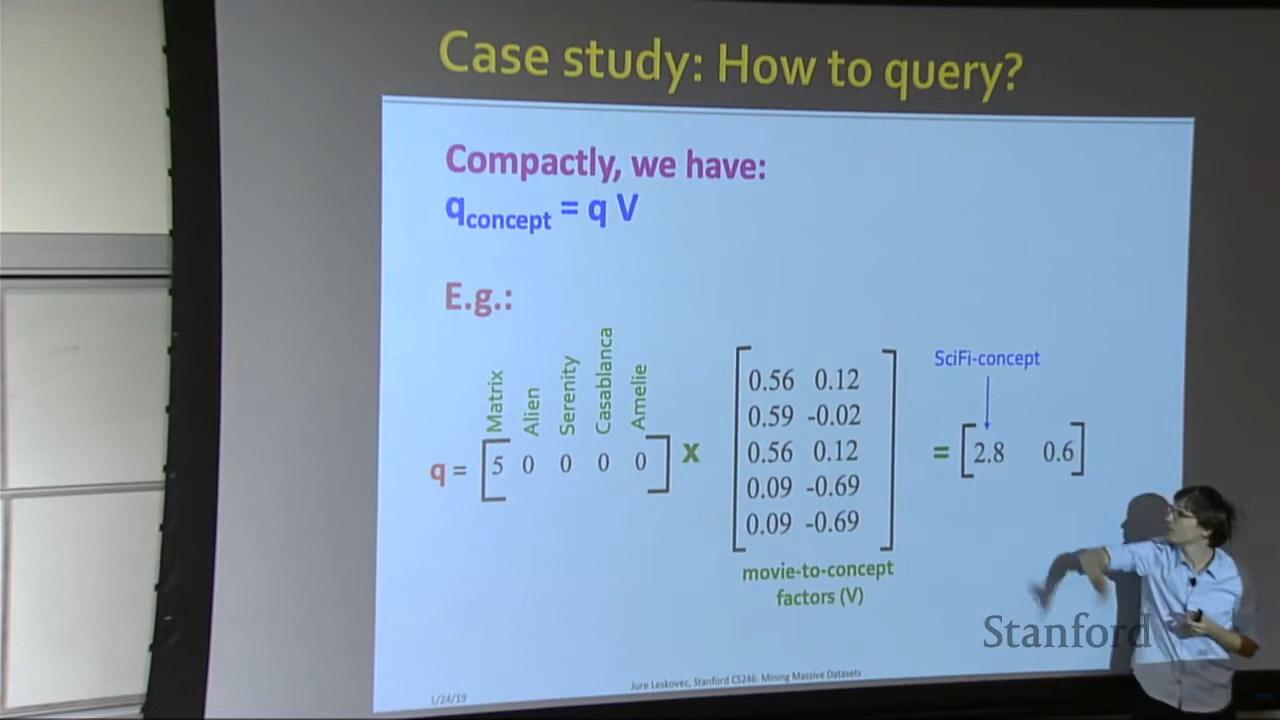 Case study: How to query?
Compactly, we have:
qconcept = q V
E.g.:
Matrix
Alien
Serenity
Casablanca
Amelie
q = [ 5 0 0 0 0 ] x
0.56 0.12
0.59 -0.02
0.56 0.12
0.09 -0.69
0.09 -0.69
movie-to-concept
factors (V)
SciFi-concept
= [ 2.8 0.6 ]
Stanford
1/24/19
Jure Leskovec, Stanford CS246: Mining Massive Datasets